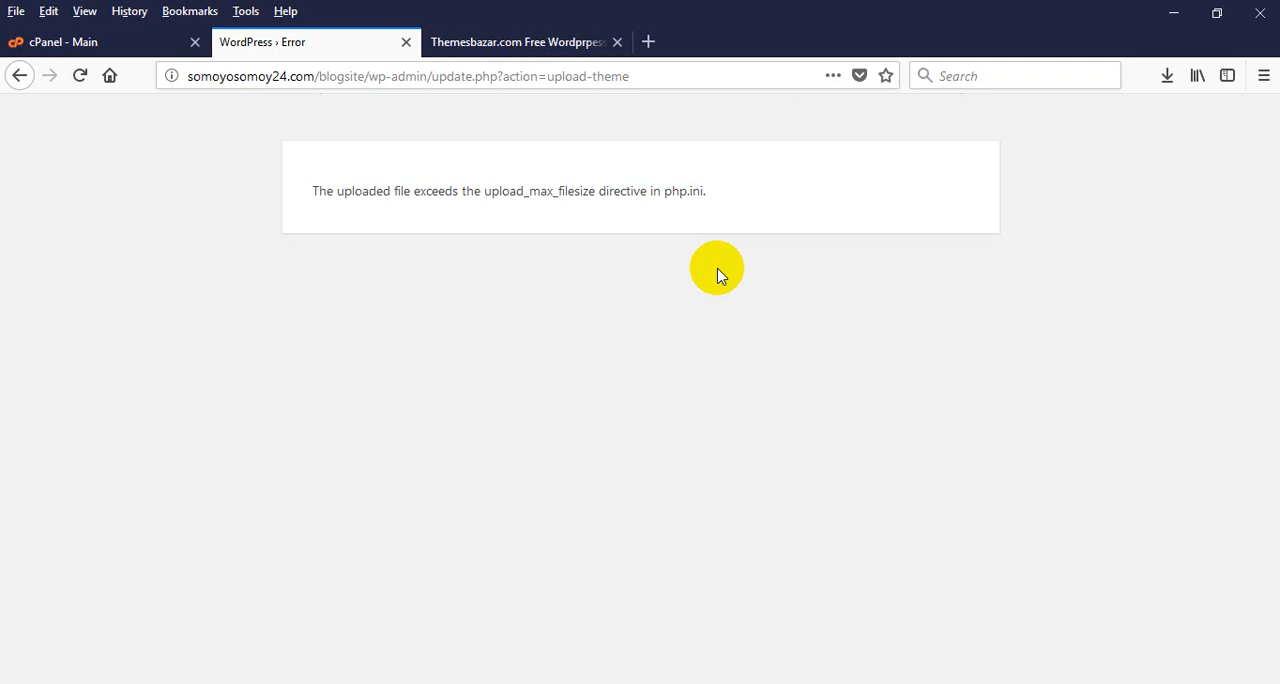 File Edit View History Bookmarks Tools Help
cPanel - Main
WordPress › Error
Themesbazar.com Free Wordprpess
somoyosomoy24.com/blogsite/wp-admin/update.php?action=upload-theme
Search
The uploaded file exceeds the upload_max_filesize directive in php.ini.